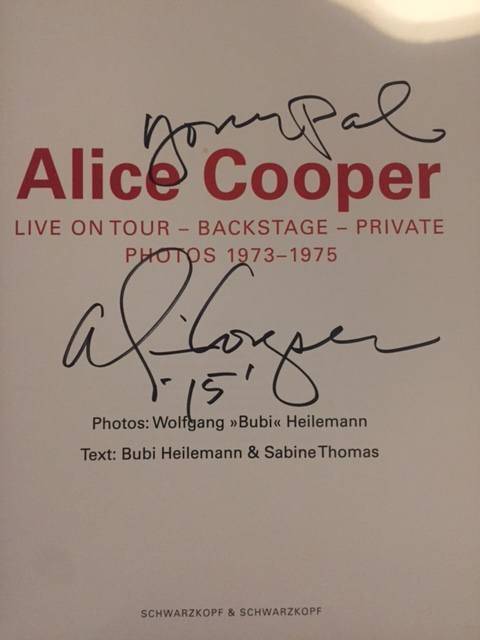 your Pal
Alice Cooper
LIVE ON TOUR – BACKSTAGE – PRIVATE
PHOTOS 1973–1975
Alice Cooper
'15'
Photos: Wolfgang »Bubi« Heilemann
Text: Bubi Heilemann & Sabine Thomas
SCHWARZKOPF & SCHWARZKOPF